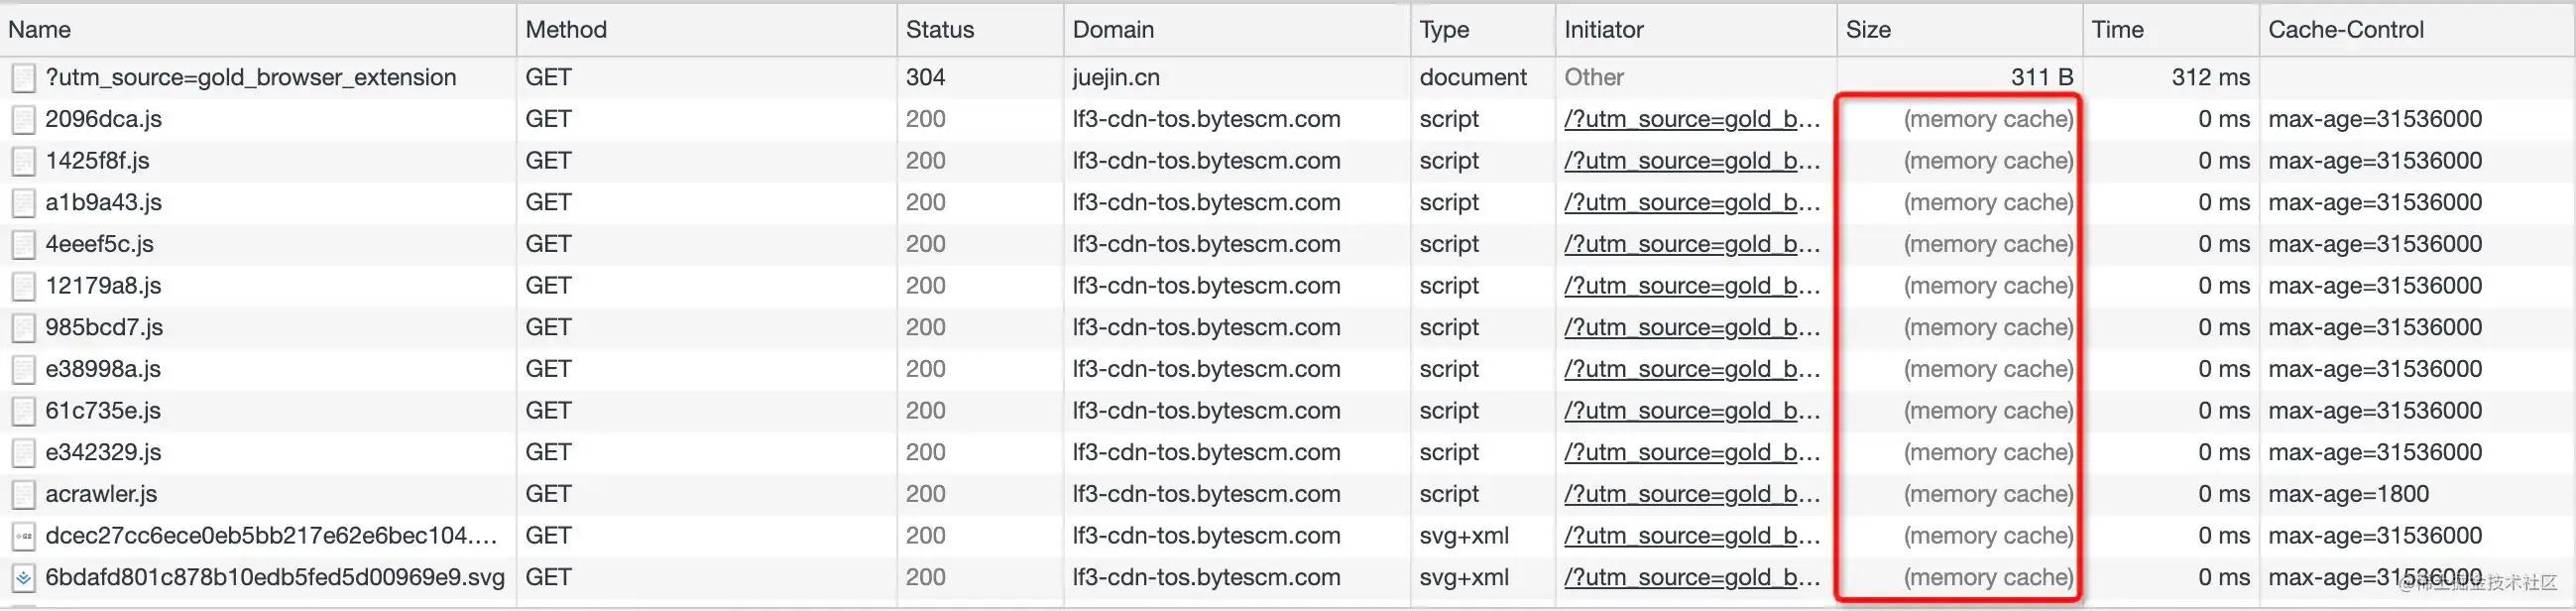 Name Method Status Domain Type Initiator Size Time Cache-Control
?utm_source=gold_browser_extension GET 304 juejin.cn document Other 311 B 312 ms
2096dca.js GET 200 lf3-cdn-tos.bytescm.com script /?utm_source=gold_b... (memory cache) 0 ms max-age=31536000
1425f8f.js GET 200 lf3-cdn-tos.bytescm.com script /?utm_source=gold_b... (memory cache) 0 ms max-age=31536000
a1b9a43.js GET 200 lf3-cdn-tos.bytescm.com script /?utm_source=gold_b... (memory cache) 0 ms max-age=31536000
4eeef5c.js GET 200 lf3-cdn-tos.bytescm.com script /?utm_source=gold_b... (memory cache) 0 ms max-age=31536000
12179a8.js GET 200 lf3-cdn-tos.bytescm.com script /?utm_source=gold_b... (memory cache) 0 ms max-age=31536000
985bcd7.js GET 200 lf3-cdn-tos.bytescm.com script /?utm_source=gold_b... (memory cache) 0 ms max-age=31536000
e38998a.js GET 200 lf3-cdn-tos.bytescm.com script /?utm_source=gold_b... (memory cache) 0 ms max-age=31536000
61c735e.js GET 200 lf3-cdn-tos.bytescm.com script /?utm_source=gold_b... (memory cache) 0 ms max-age=31536000
e342329.js GET 200 lf3-cdn-tos.bytescm.com script /?utm_source=gold_b... (memory cache) 0 ms max-age=31536000
acrawler.js GET 200 lf3-cdn-tos.bytescm.com script /?utm_source=gold_b... (memory cache) 0 ms max-age=1800
dcec27cc6ece0eb5bb217e62e6bec104.... GET 200 lf3-cdn-tos.bytescm.com svg+xml /?utm_source=gold_b... (memory cache) 0 ms max-age=31536000
6bdafd801c878b10edb5fed5d00969e9.svg GET 200 lf3-cdn-tos.bytescm.com svg+xml /?utm_source=gold_b... (memory cache) 0 ms max-age=31536000
@稀土掘金技术社区